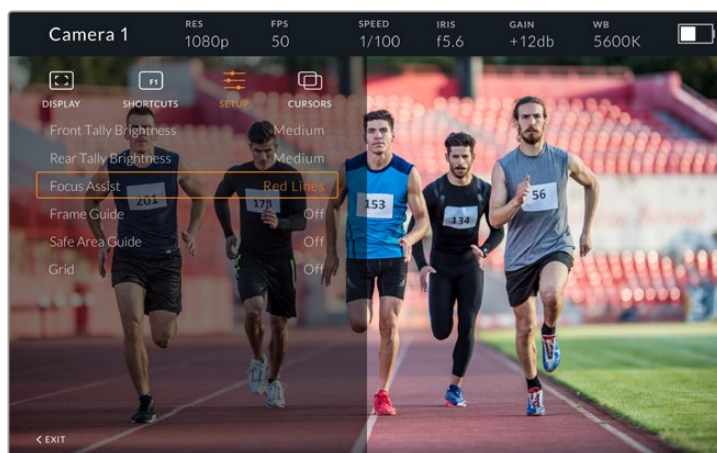 Camera 1
RES FPS SPEED IRIS GAIN WB
1080p 50 1/100 f5.6 +12db 5600K
F1
DISPLAY SHORTCUTS SETUP CURSORS
Front Tally Brightness Medium
Rear Tally Brightness Medium
Focus Assist Red Lines
Frame Guide Off
Safe Area Guide Off
Grid Off
201 178 153 134 56
< EXIT